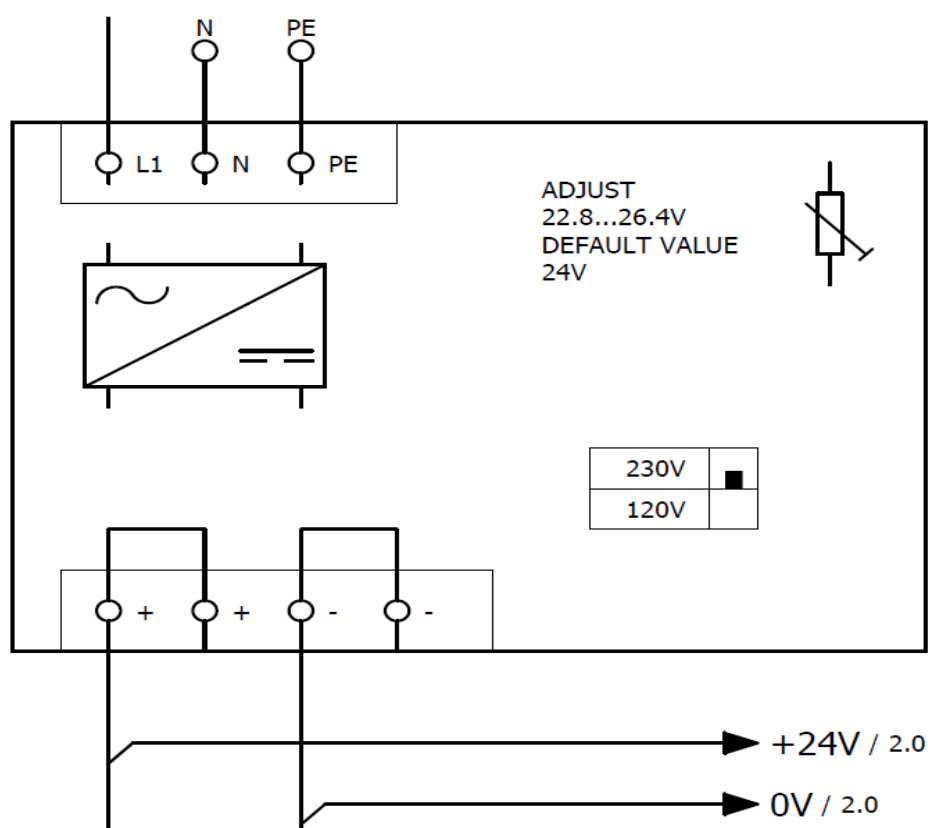 N PE
L1 N PE
ADJUST
22.8...26.4V
DEFAULT VALUE
24V
230V
120V
+ + - -
+24V / 2.0
0V / 2.0